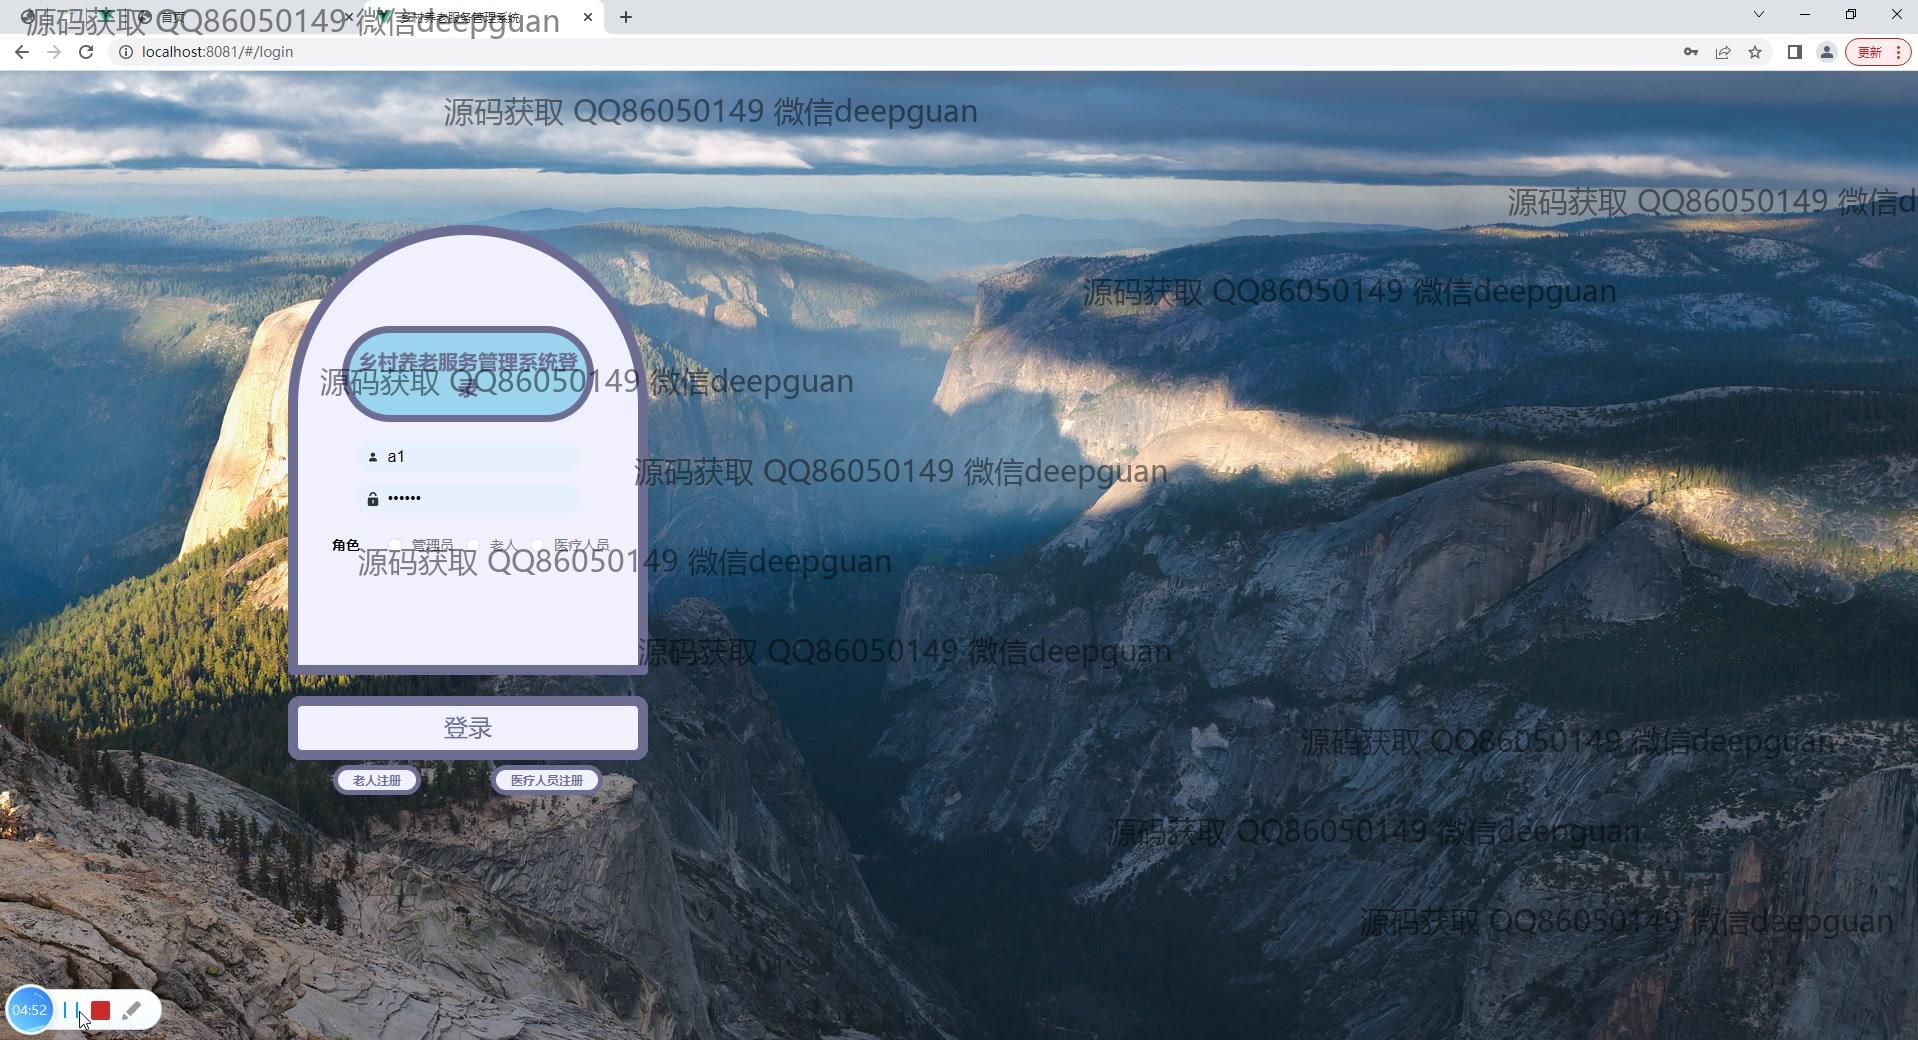 首页
乡村养老服务管理系统
源码获取 QQ86050149 微信deepguan
localhost:8081/#/login
更新
源码获取 QQ86050149 微信deepguan
源码获取 QQ86050149 微信d
源码获取 QQ86050149 微信deepguan
乡村养老服务管理系统登
录
源码获取 QQ86050149 微信deepguan
a1
••••••
源码获取 QQ86050149 微信deepguan
角色 管理员 老人 医疗人员
源码获取 QQ86050149 微信deepguan
源码获取 QQ86050149 微信deepguan
登录
源码获取 QQ86050149 微信deepguan
老人注册 医疗人员注册
源码获取 QQ86050149 微信deepguan
源码获取 QQ86050149 微信deepguan
04:52